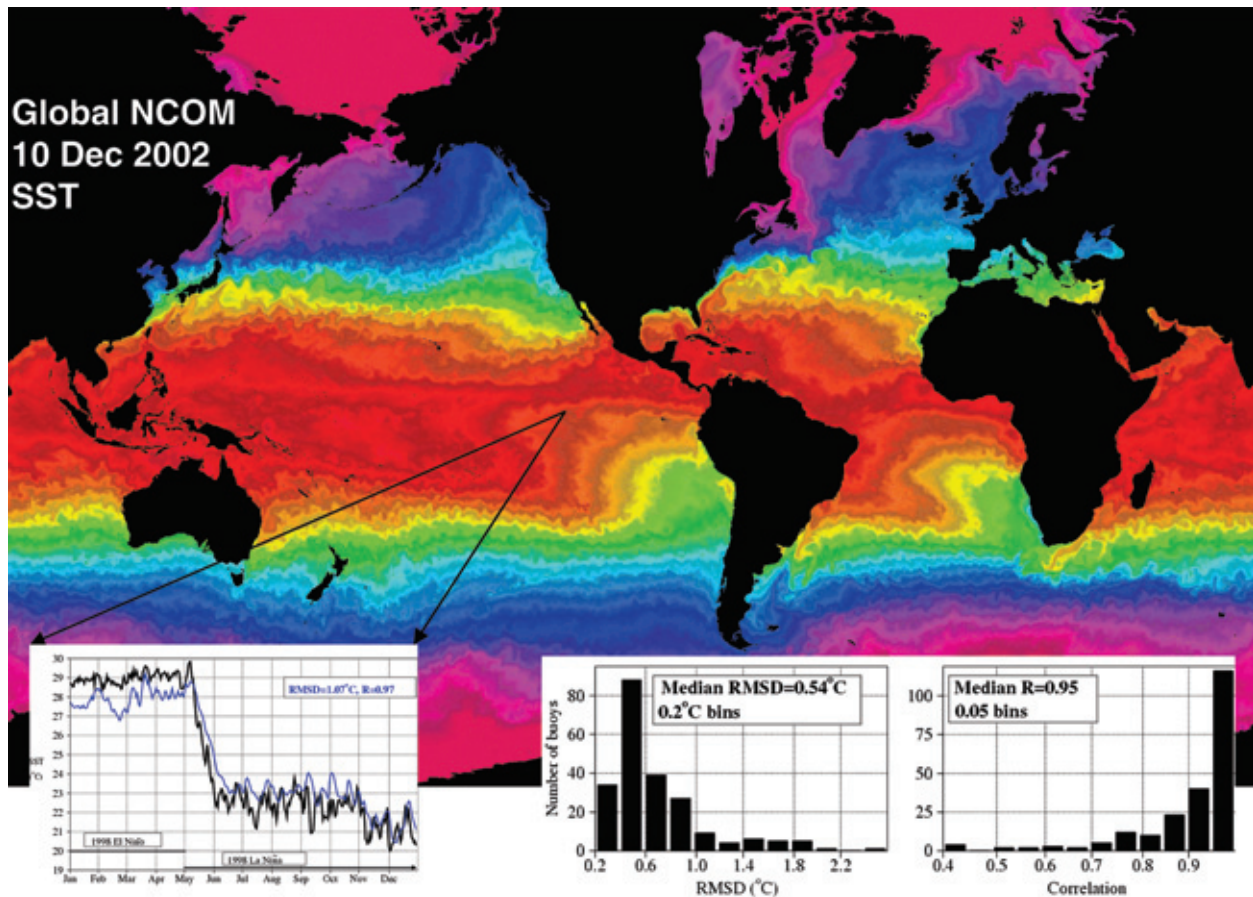 Global NCOM
10 Dec 2002
SST
30
29
28
27
26
25
24
23
22
21
20
19
SST
RMSD=1.07°C, R=0.97
1998 El Niño
1998 La Niña
Jan Feb Mar Apr May Jun Jul Aug Sep Oct Nov Dec
Number of buoys
80
60
40
20
0
Median RMSD=0.54°C
0.2°C bins
0.2 0.6 1.0 1.4 1.8 2.2
RMSD (°C)
100
75
50
25
0
Median R=0.95
0.05 bins
0.4 0.5 0.6 0.7 0.8 0.9
Correlation